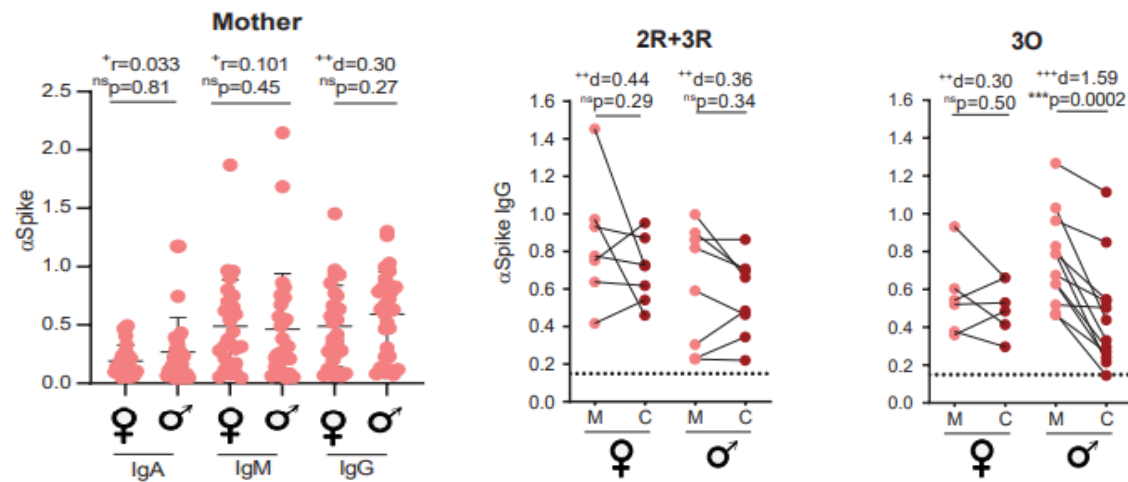 Mother
⁺r=0.033 ⁺r=0.101 ⁺⁺d=0.30
ⁿˢp=0.81 ⁿˢp=0.45 ⁿˢp=0.27
αSpike
2.5
2.0
1.5
1.0
0.5
0.0
♀ ♂ ♀ ♂ ♀ ♂
IgA IgM IgG
2R+3R
⁺⁺d=0.44 ⁺⁺d=0.36
ⁿˢp=0.29 ⁿˢp=0.34
αSpike IgG
1.6
1.4
1.2
1.0
0.8
0.6
0.4
0.2
0.0
M C M C
♀ ♂
3O
⁺⁺d=0.30 ⁺⁺⁺d=1.59
ⁿˢp=0.50 ***p=0.0002
1.6
1.4
1.2
1.0
0.8
0.6
0.4
0.2
0.0
M C M C
♀ ♂